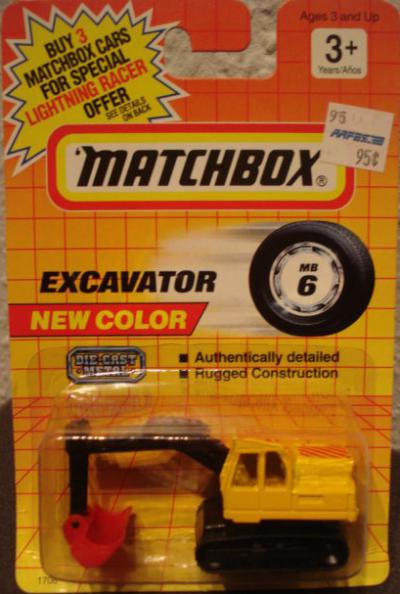 Ages 3 and Up
3+
Years/Años
BUY 3
MATCHBOX CARS
FOR SPECIAL
LIGHTNING RACER
OFFER
SEE DETAILS
ON BACK
AAFES
95¢
'MATCHBOX®
EXCAVATOR
MB
6
NEW COLOR
DIE-CAST
METAL
■ Authentically detailed
■ Rugged Construction